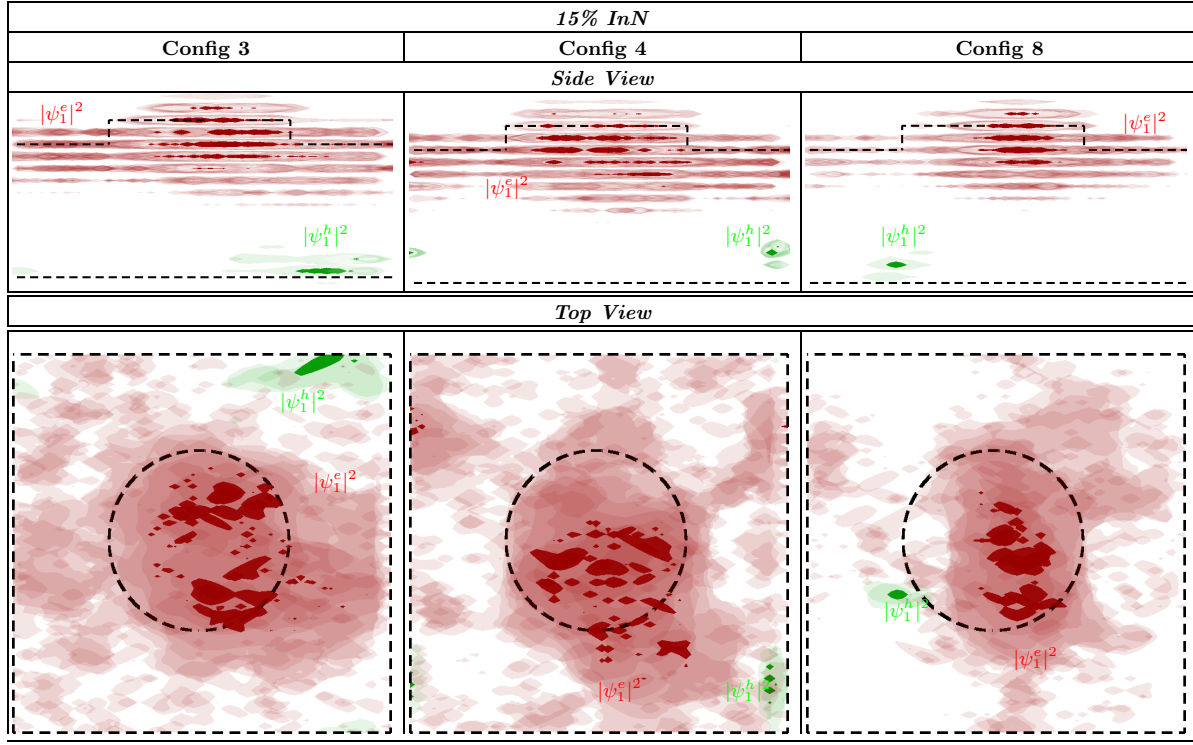 15% InN
Config 3 Config 4 Config 8
Side View
|ψ₁ᵉ|² |ψ₁ᵉ|² |ψ₁ᵉ|²
|ψ₁ʰ|² |ψ₁ʰ|² |ψ₁ʰ|²
Top View
|ψ₁ʰ|² |ψ₁ᵉ|²
|ψ₁ᵉ|² |ψ₁ʰ|²
|ψ₁ʰ|² |ψ₁ᵉ|²